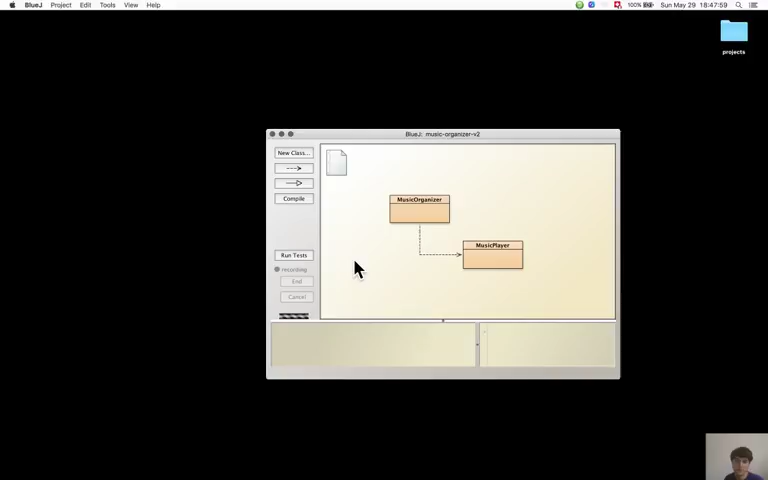 BlueJ Project Edit Tools View Help 100% Sun May 29 18:47:59
projects
BlueJ: music-organizer-v2
New Class...
Compile
MusicOrganizer
MusicPlayer
Run Tests
recording
End
Cancel